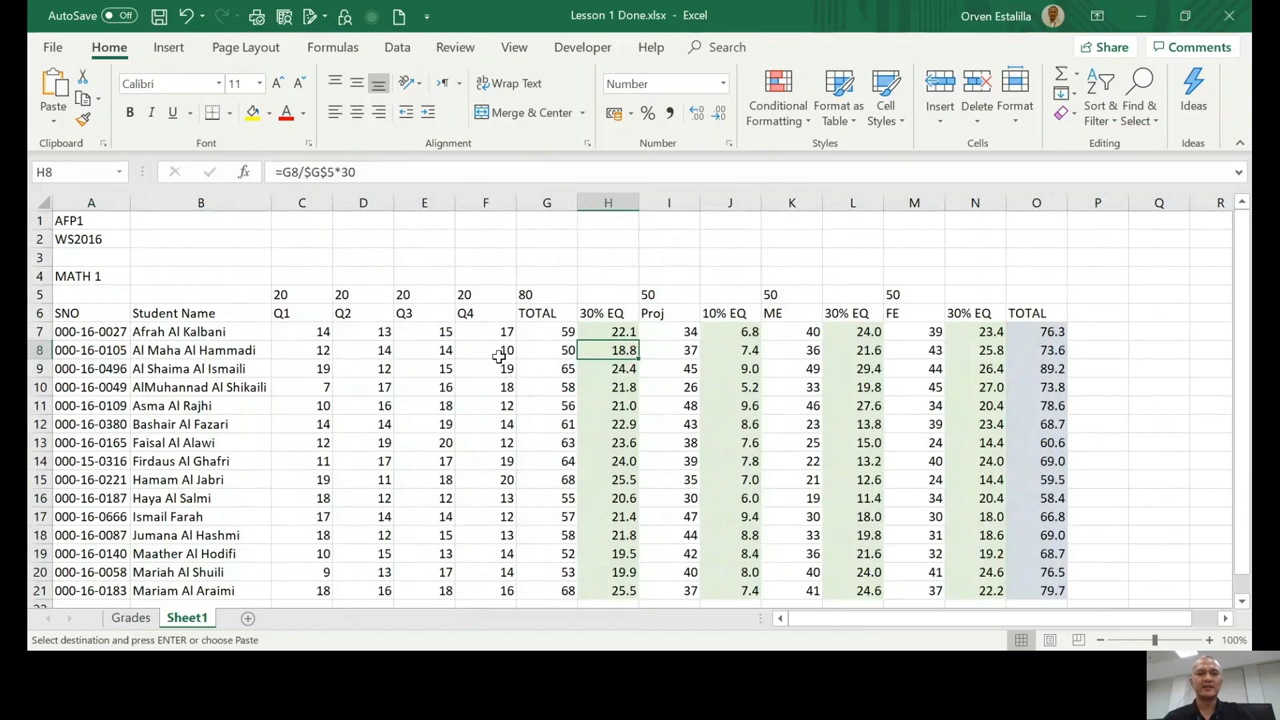 AutoSave Off Lesson 1 Done.xlsx - Excel Orven Estalilla
File Home Insert Page Layout Formulas Data Review View Developer Help Search Share Comments
Calibri 11 Wrap Text Number
Paste B I U Merge & Center Conditional Formatting Format as Table Cell Styles Insert Delete Format Sort & Filter Find & Select Ideas
Clipboard Font Alignment Number Styles Cells Editing Ideas
H8 fx =G8/$G$5*30
A B C D E F G H I J K L M N O P Q R
1 AFP1
2 WS2016
3
4 MATH 1
5 20 20 20 20 80 50 50 50
6 SNO Student Name Q1 Q2 Q3 Q4 TOTAL 30% EQ Proj 10% EQ ME 30% EQ FE 30% EQ TOTAL
7 000-16-0027 Afrah Al Kalbani 14 13 15 17 59 22.1 34 6.8 40 24.0 39 23.4 76.3
8 000-16-0105 Al Maha Al Hammadi 12 14 14 10 50 18.8 37 7.4 36 21.6 43 25.8 73.6
9 000-16-0496 Al Shaima Al Ismaili 19 12 15 19 65 24.4 45 9.0 49 29.4 44 26.4 89.2
10 000-16-0049 AlMuhannad Al Shikaili 7 17 16 18 58 21.8 26 5.2 33 19.8 45 27.0 73.8
11 000-16-0109 Asma Al Rajhi 10 16 18 12 56 21.0 48 9.6 46 27.6 34 20.4 78.6
12 000-16-0380 Bashair Al Fazari 14 14 19 14 61 22.9 43 8.6 23 13.8 39 23.4 68.7
13 000-16-0165 Faisal Al Alawi 12 19 20 12 63 23.6 38 7.6 25 15.0 24 14.4 60.6
14 000-15-0316 Firdaus Al Ghafri 11 17 17 19 64 24.0 39 7.8 22 13.2 40 24.0 69.0
15 000-16-0221 Hamam Al Jabri 19 11 18 20 68 25.5 35 7.0 21 12.6 24 14.4 59.5
16 000-16-0187 Haya Al Salmi 18 12 12 13 55 20.6 30 6.0 19 11.4 34 20.4 58.4
17 000-16-0666 Ismail Farah 17 14 14 12 57 21.4 47 9.4 30 18.0 30 18.0 66.8
18 000-16-0087 Jumana Al Hashmi 18 12 15 13 58 21.8 44 8.8 33 19.8 31 18.6 69.0
19 000-16-0140 Maather Al Hodifi 10 15 13 14 52 19.5 42 8.4 36 21.6 32 19.2 68.7
20 000-16-0058 Mariah Al Shuili 9 13 17 14 53 19.9 40 8.0 40 24.0 41 24.6 76.5
21 000-16-0183 Mariam Al Araimi 18 16 18 16 68 25.5 37 7.4 41 24.6 37 22.2 79.7
Grades Sheet1
Select destination and press ENTER or choose Paste 100%